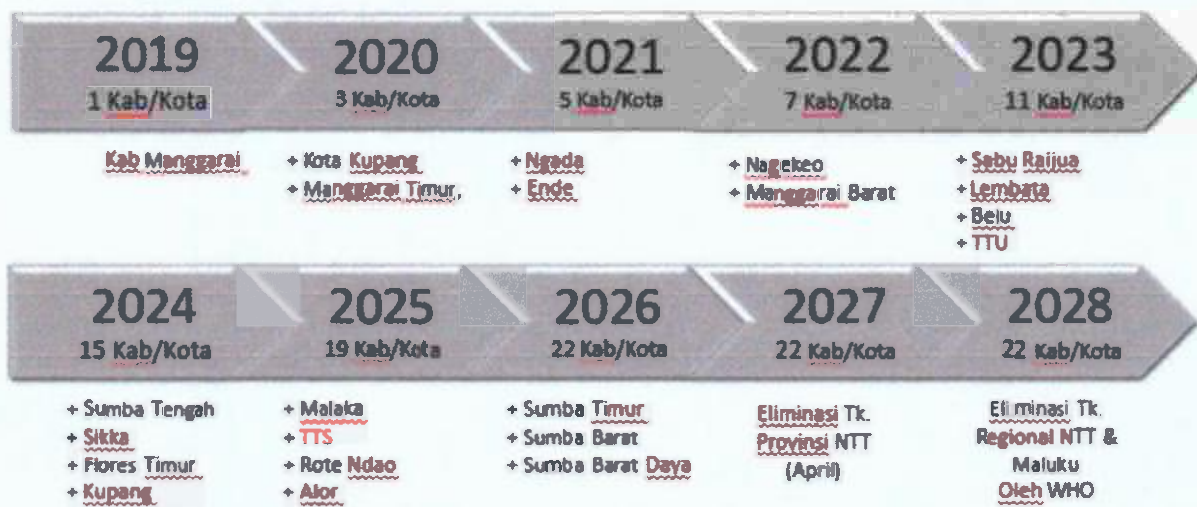 2019
1 Kab/Kota
2020
3 Kab/Kota
2021
5 Kab/Kota
2022
7 Kab/Kota
2023
11 Kab/Kota
Kab Manggarai
+ Kota Kupang
+ Manggarai Timur,
+ Ngada
+ Ende
+ Nagekeo
+ Manggarai Barat
+ Sabu Raijua
+ Lembata
+ Belu
+ TTU
2024
15 Kab/Kota
2025
19 Kab/Kota
2026
22 Kab/Kota
2027
22 Kab/Kota
2028
22 Kab/Kota
+ Sumba Tengah
+ Sikka
+ Flores Timur
+ Kupang
+ Malaka
+ TTS
+ Rote Ndao
+ Alor
+ Sumba Timur
+ Sumba Barat
+ Sumba Barat Daya
Eliminasi Tk.
Provinsi NTT
(April)
Eliminasi Tk.
Regional NTT &
Maluku
Oleh WHO